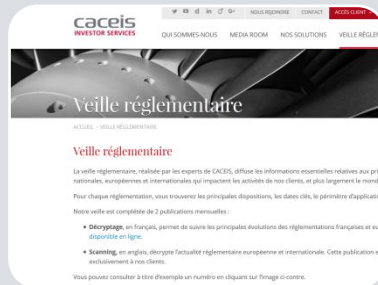 caceis
INVESTOR SERVICES
NOUS REJOINDRE CONTACT ACCÈS CLIENT
QUI SOMMES-NOUS MEDIA ROOM NOS SOLUTIONS VEILLE RÉGLEM
Veille réglementaire
ACCUEIL - VEILLE RÉGLEMENTAIRE
Veille réglementaire
La veille réglementaire, réalisée par les experts de CACEIS, diffuse les informations essentielles relatives aux pri
nationales, européennes et internationales qui impactent les activités de nos clients, et plus largement le mond
Pour chaque réglementation, vous trouverez les principales dispositions, les dates clés, le périmètre d'applicatio
Notre veille est complétée de 2 publications mensuelles :
• Décryptage, en français, permet de suivre les principales évolutions des réglementations françaises et eu
disponible en ligne.
• Scanning, en anglais, décrypte l'actualité réglementaire européenne et internationale. Cette publication e
exclusivement à nos clients.
Vous pouvez consulter à titre d'exemple un numéro en cliquant sur l'image ci-contre.